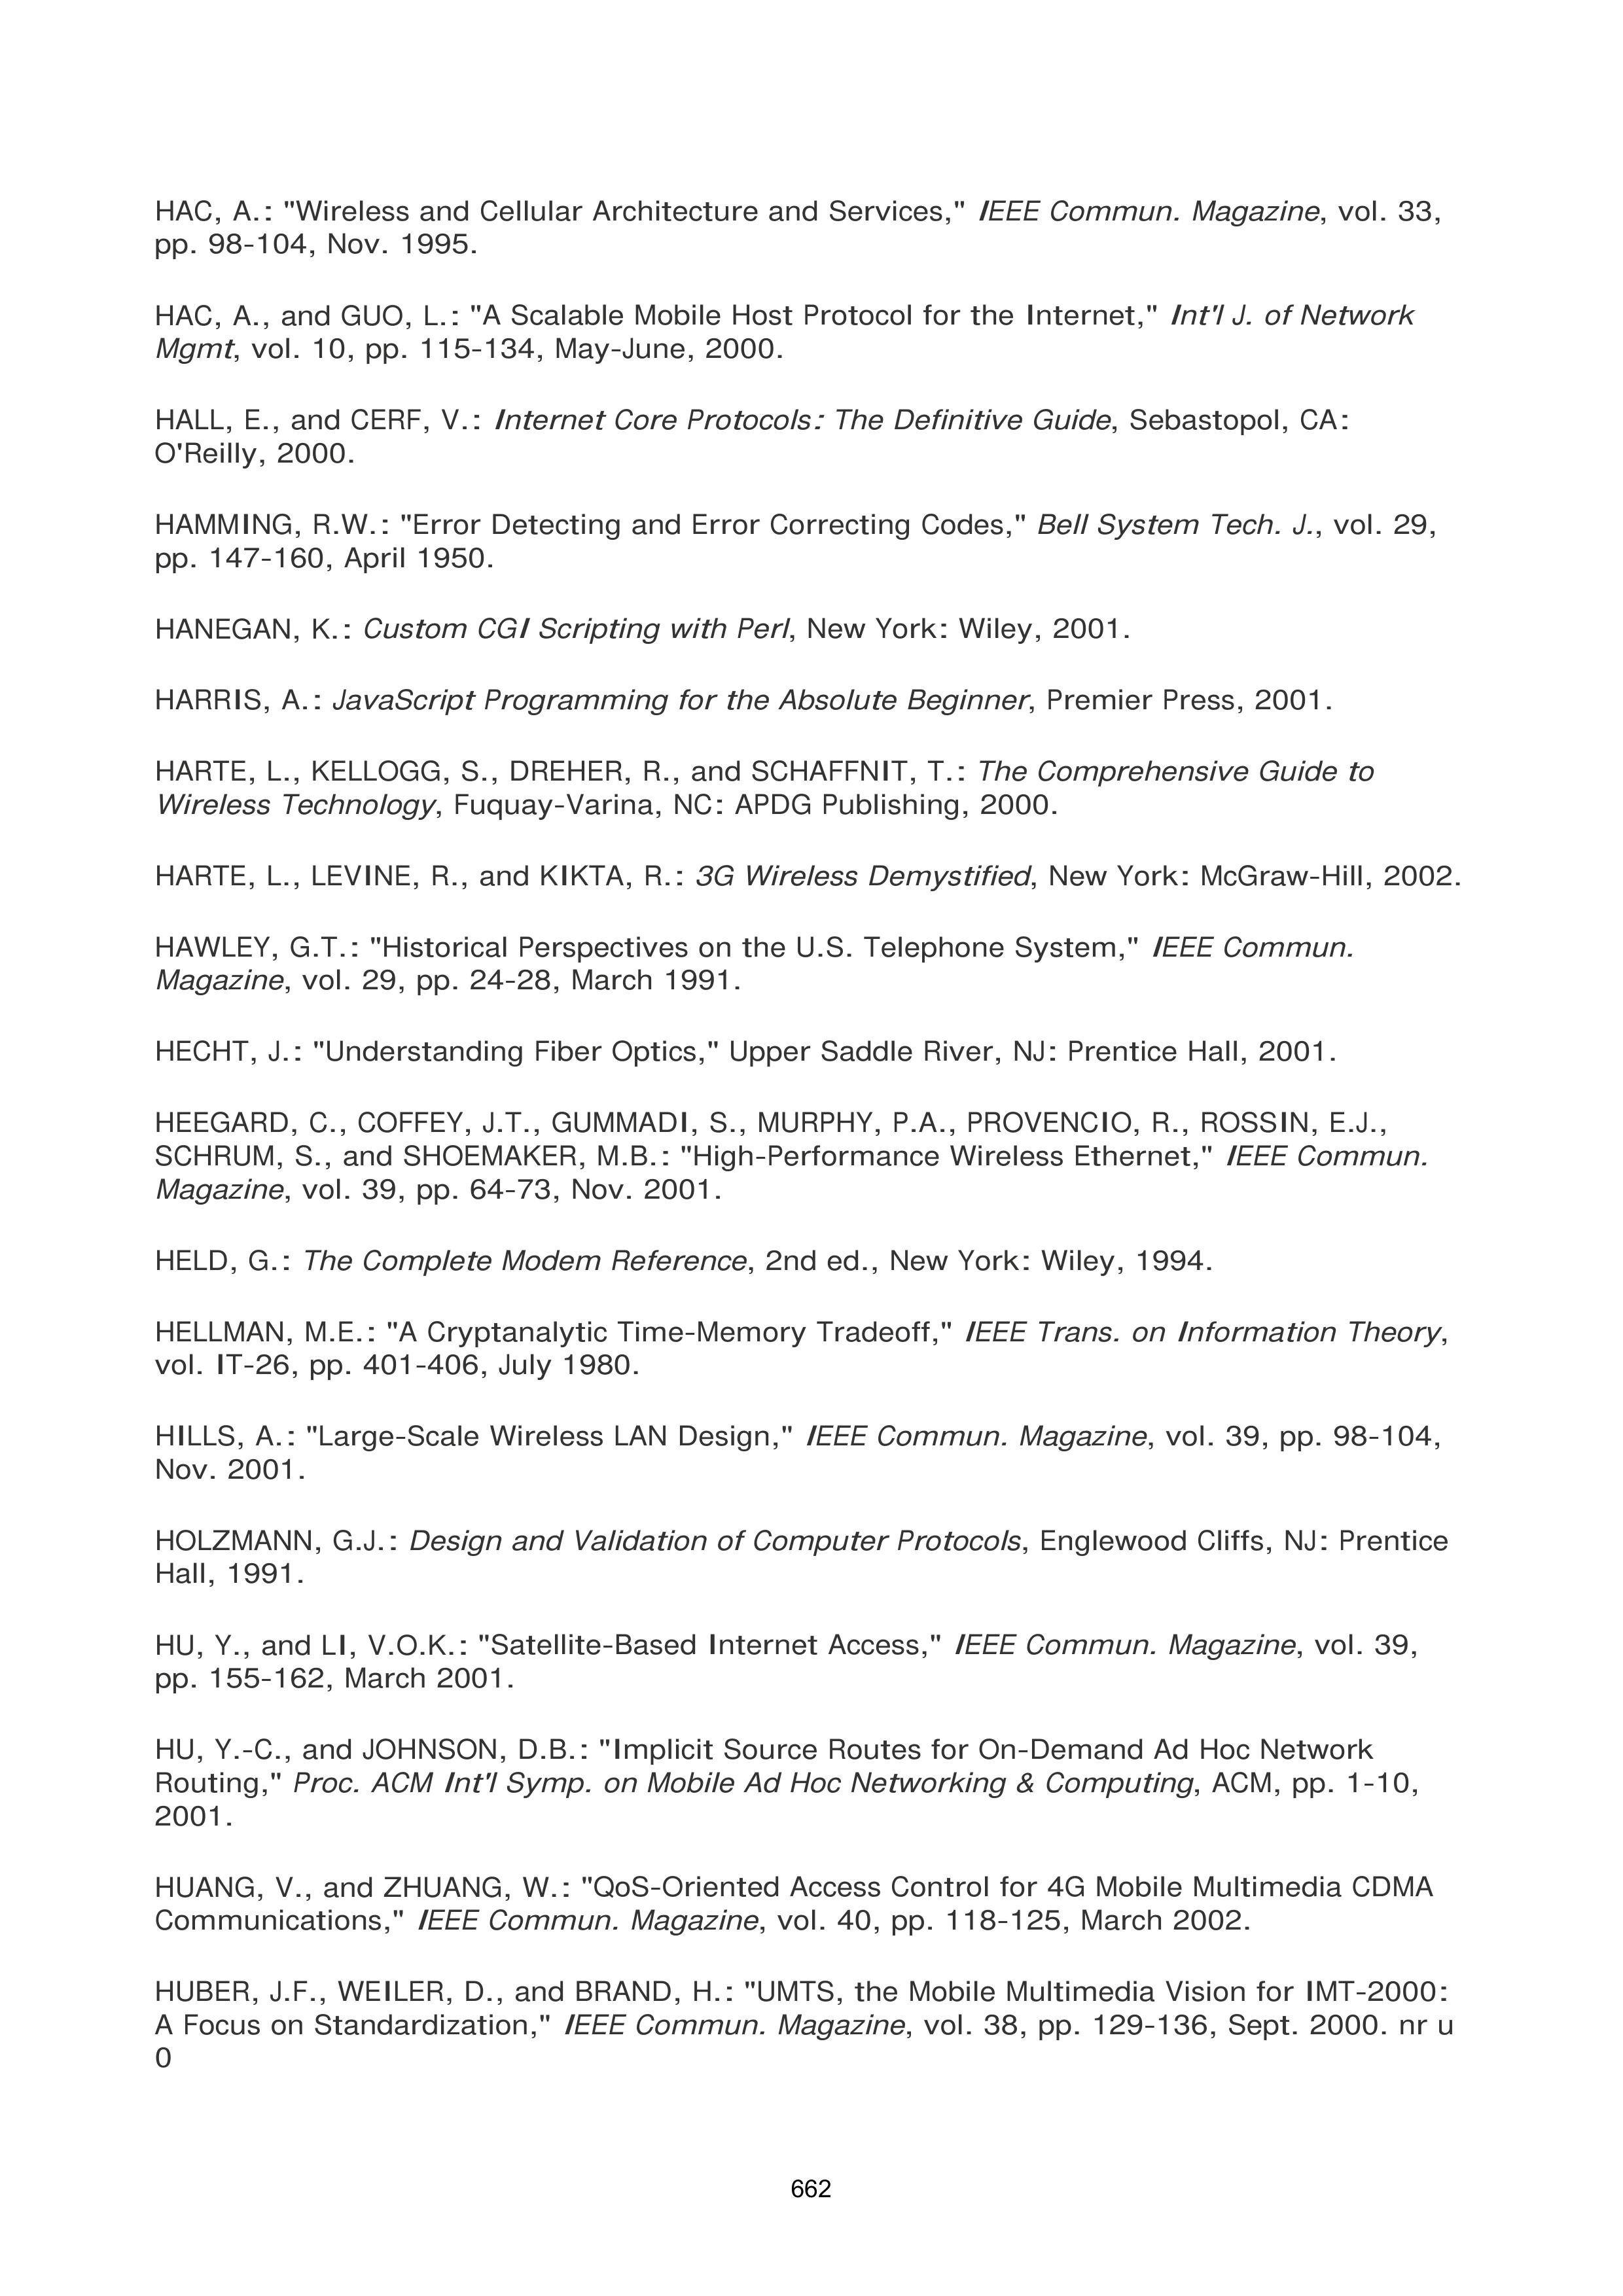 HAC, A.: "Wireless and Cellular Architecture and Services," IEEE Commun. Magazine, vol. 33,
pp. 98-104, Nov. 1995.
HAC, A., and GUO, L.: "A Scalable Mobile Host Protocol for the Internet," Int'l J. of Network
Mgmt, vol. 10, pp. 115-134, May-June, 2000.
HALL, E., and CERF, V.: Internet Core Protocols: The Definitive Guide, Sebastopol, CA:
O'Reilly, 2000.
HAMMING, R.W.: "Error Detecting and Error Correcting Codes," Bell System Tech. J., vol. 29,
pp. 147-160, April 1950.
HANEGAN, K.: Custom CGI Scripting with Perl, New York: Wiley, 2001.
HARRIS, A.: JavaScript Programming for the Absolute Beginner, Premier Press, 2001.
HARTE, L., KELLOGG, S., DREHER, R., and SCHAFFNIT, T.: The Comprehensive Guide to
Wireless Technology, Fuquay-Varina, NC: APDG Publishing, 2000.
HARTE, L., LEVINE, R., and KIKTA, R.: 3G Wireless Demystified, New York: McGraw-Hill, 2002.
HAWLEY, G.T.: "Historical Perspectives on the U.S. Telephone System," IEEE Commun.
Magazine, vol. 29, pp. 24-28, March 1991.
HECHT, J.: "Understanding Fiber Optics," Upper Saddle River, NJ: Prentice Hall, 2001.
HEEGARD, C., COFFEY, J.T., GUMMADI, S., MURPHY, P.A., PROVENCIO, R., ROSSIN, E.J.,
SCHRUM, S., and SHOEMAKER, M.B.: "High-Performance Wireless Ethernet," IEEE Commun.
Magazine, vol. 39, pp. 64-73, Nov. 2001.
HELD, G.: The Complete Modem Reference, 2nd ed., New York: Wiley, 1994.
HELLMAN, M.E.: "A Cryptanalytic Time-Memory Tradeoff," IEEE Trans. on Information Theory,
vol. IT-26, pp. 401-406, July 1980.
HILLS, A.: "Large-Scale Wireless LAN Design," IEEE Commun. Magazine, vol. 39, pp. 98-104,
Nov. 2001.
HOLZMANN, G.J.: Design and Validation of Computer Protocols, Englewood Cliffs, NJ: Prentice
Hall, 1991.
HU, Y., and LI, V.O.K.: "Satellite-Based Internet Access," IEEE Commun. Magazine, vol. 39,
pp. 155-162, March 2001.
HU, Y.-C., and JOHNSON, D.B.: "Implicit Source Routes for On-Demand Ad Hoc Network
Routing," Proc. ACM Int'l Symp. on Mobile Ad Hoc Networking & Computing, ACM, pp. 1-10,
2001.
HUANG, V., and ZHUANG, W.: "QoS-Oriented Access Control for 4G Mobile Multimedia CDMA
Communications," IEEE Commun. Magazine, vol. 40, pp. 118-125, March 2002.
HUBER, J.F., WEILER, D., and BRAND, H.: "UMTS, the Mobile Multimedia Vision for IMT-2000:
A Focus on Standardization," IEEE Commun. Magazine, vol. 38, pp. 129-136, Sept. 2000. nr u
0
662